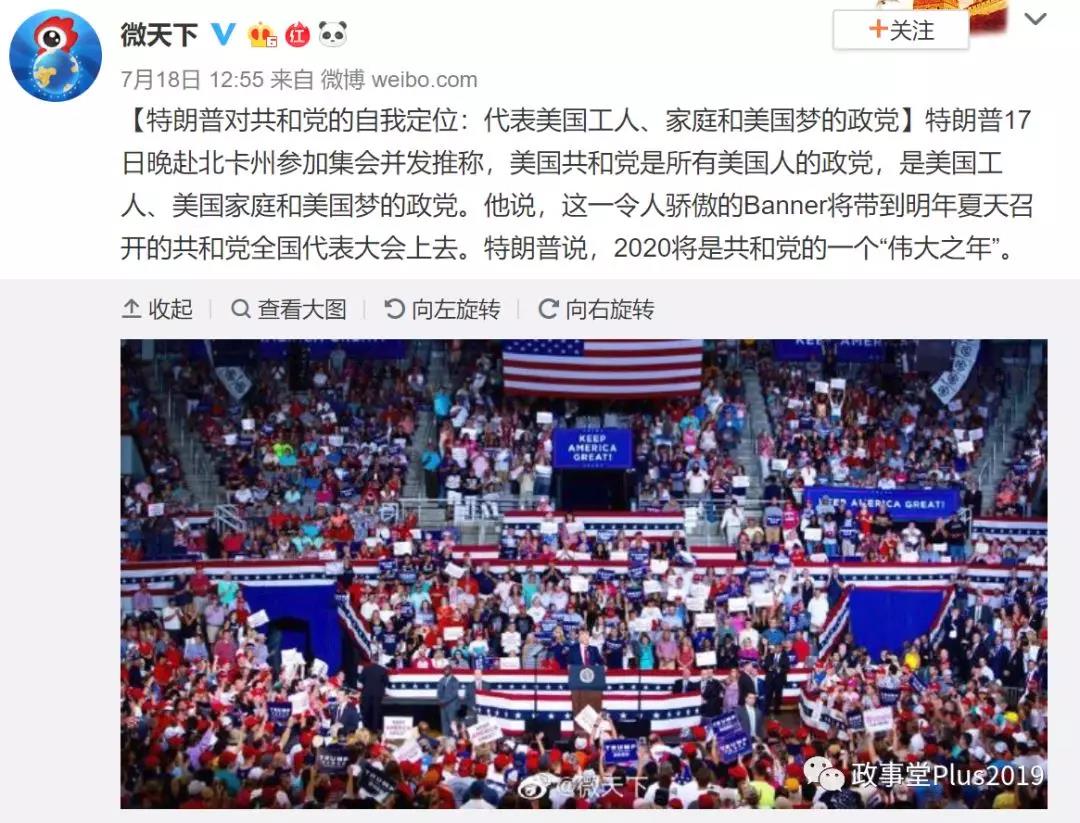 微天下
红
关注
7月18日 12:55 来自 微博 weibo.com
【特朗普对共和党的自我定位：代表美国工人、家庭和美国梦的政党】特朗普17
日晚赴北卡州参加集会并发推称，美国共和党是所有美国人的政党，是美国工
人、美国家庭和美国梦的政党。他说，这一令人骄傲的Banner将带到明年夏天召
开的共和党全国代表大会上去。特朗普说，2020将是共和党的一个“伟大之年”。
收起
查看大图
向左旋转
向右旋转
KEEP AMERICA
KEEP
AMERICA
GREAT!
KEEP AMERICA GREAT!
TRUMP
TRUMP
@微天下
政事堂Plus2019